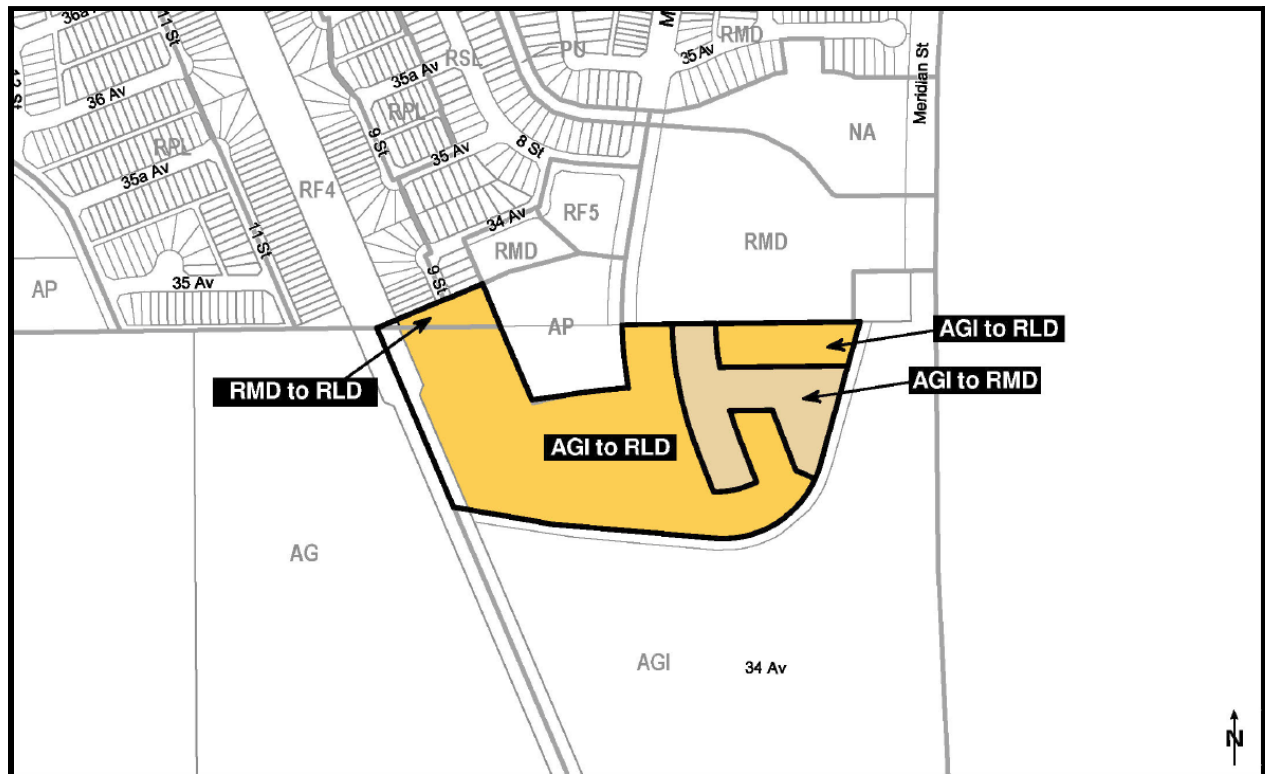 36a
11 St
M
RMD
35 Av
RSL
PU
35a Av
Meridian St
36 Av
RPL
NA
9 St
8 St
RPL
35 Av
35a Av
RF4
RF5
34 Av
11 St
RMD
RMD
9 St
35 Av
AP
AP
AGI to RLD
RMD to RLD
AGI to RMD
AGI to RLD
AG
AGI
34 Av
N